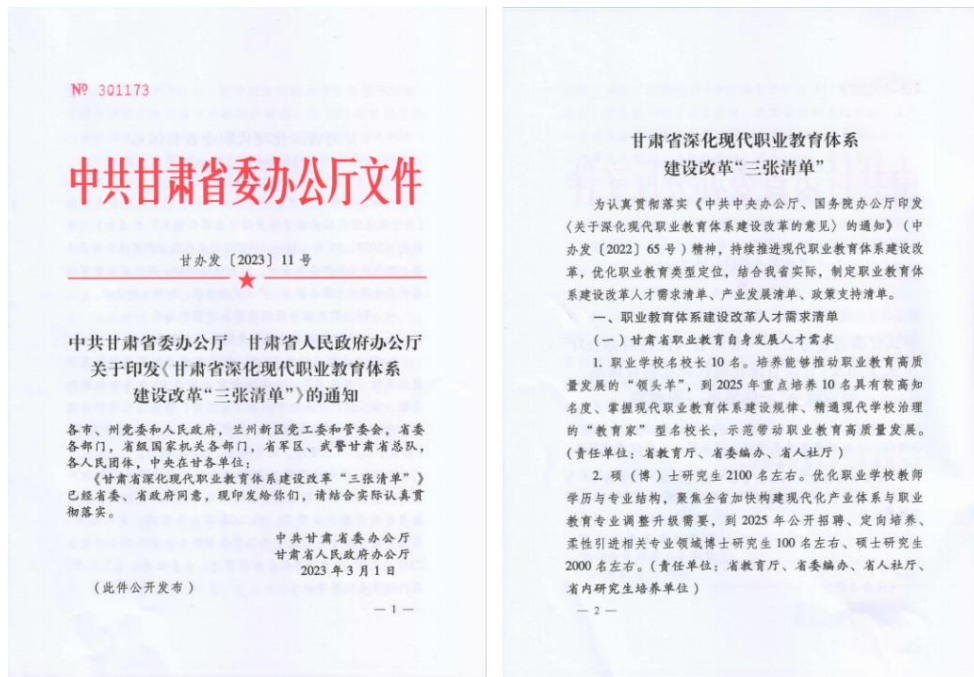 № 301173
中共甘肃省委办公厅文件
甘办发〔2023〕11号
中共甘肃省委办公厅 甘肃省人民政府办公厅
关于印发《甘肃省深化现代职业教育体系
建设改革“三张清单”》的通知
各市、州党委和人民政府，兰州新区党工委和管委会，省委
各部门，省级国家机关各部门，省军区、武警甘肃省总队，
各人民团体，中央在甘各单位：
《甘肃省深化现代职业教育体系建设改革“三张清单”》
已经省委、省政府同意，现印发给你们，请结合实际认真贯
彻落实。
中共甘肃省委办公厅
甘肃省人民政府办公厅
2023年3月1日
（此件公开发布）
— 1 —
甘肃省深化现代职业教育体系
建设改革“三张清单”
为认真贯彻落实《中共中央办公厅、国务院办公厅印发
〈关于深化现代职业教育体系建设改革的意见〉的通知》（中
办发〔2022〕65号）精神，持续推进现代职业教育体系建设改
革，优化职业教育类型定位，结合我省实际，制定职业教育体
系建设改革人才需求清单、产业发展清单、政策支持清单。
一、职业教育体系建设改革人才需求清单
（一）甘肃省职业教育自身发展人才需求
1. 职业学校名校长10名。培养能够推动职业教育高质
量发展的“领头羊”，到2025年重点培养10名具有较高知
名度、掌握现代职业教育体系建设规律、精通现代学校治理
的“教育家”型名校长，示范带动职业教育高质量发展。
（责任单位：省教育厅、省委编办、省人社厅）
2. 硕（博）士研究生2100名左右。优化职业学校教师
学历与专业结构，聚焦全省加快构建现代化产业体系与职业
教育专业调整升级需要，到2025年公开招聘、定向培养、
柔性引进相关专业领域博士研究生100名左右、硕士研究生
2000名左右。（责任单位：省教育厅、省委编办、省人社厅、
省内研究生培养单位）
— 2 —